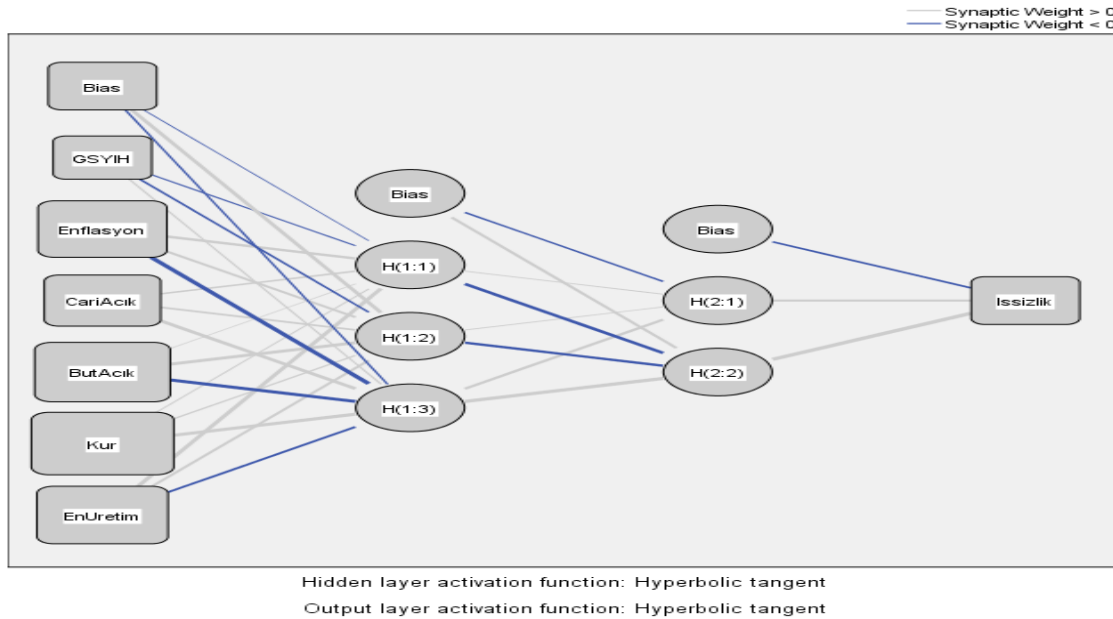 Synaptic Weight > 0
Synaptic Weight < 0
Bias
GSYIH
Enflasyon
CariAcık
ButAcık
Kur
EnUretim
Bias
H(1:1)
H(1:2)
H(1:3)
Bias
H(2:1)
H(2:2)
Issizlik
Hidden layer activation function: Hyperbolic tangent
Output layer activation function: Hyperbolic tangent